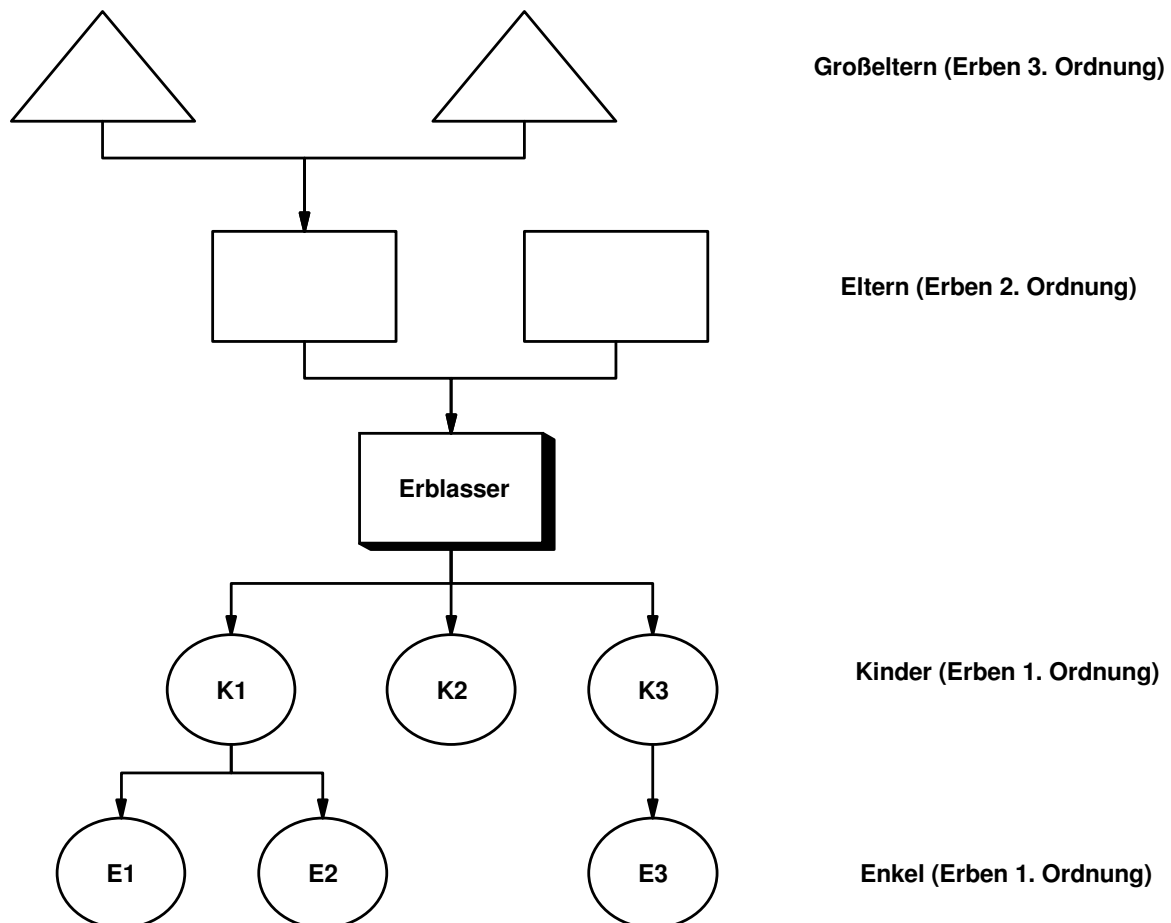 Großeltern (Erben 3. Ordnung)
Eltern (Erben 2. Ordnung)
Erblasser
K1
K2
K3
Kinder (Erben 1. Ordnung)
E1
E2
E3
Enkel (Erben 1. Ordnung)